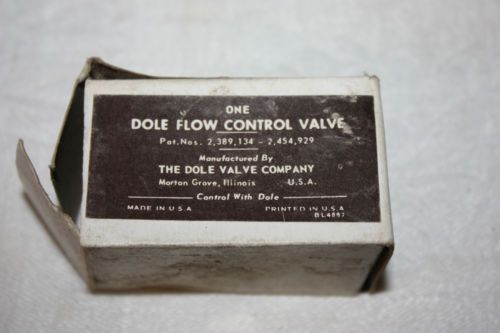 ONE
DOLE FLOW CONTROL VALVE
Pat. Nos. 2,389,134 - 2,454,929
Manufactured By
THE DOLE VALVE COMPANY
Morton Grove, Illinois U.S.A.
Control With Dole
MADE IN U.S.A PRINTED IN U.S.A
BL4887